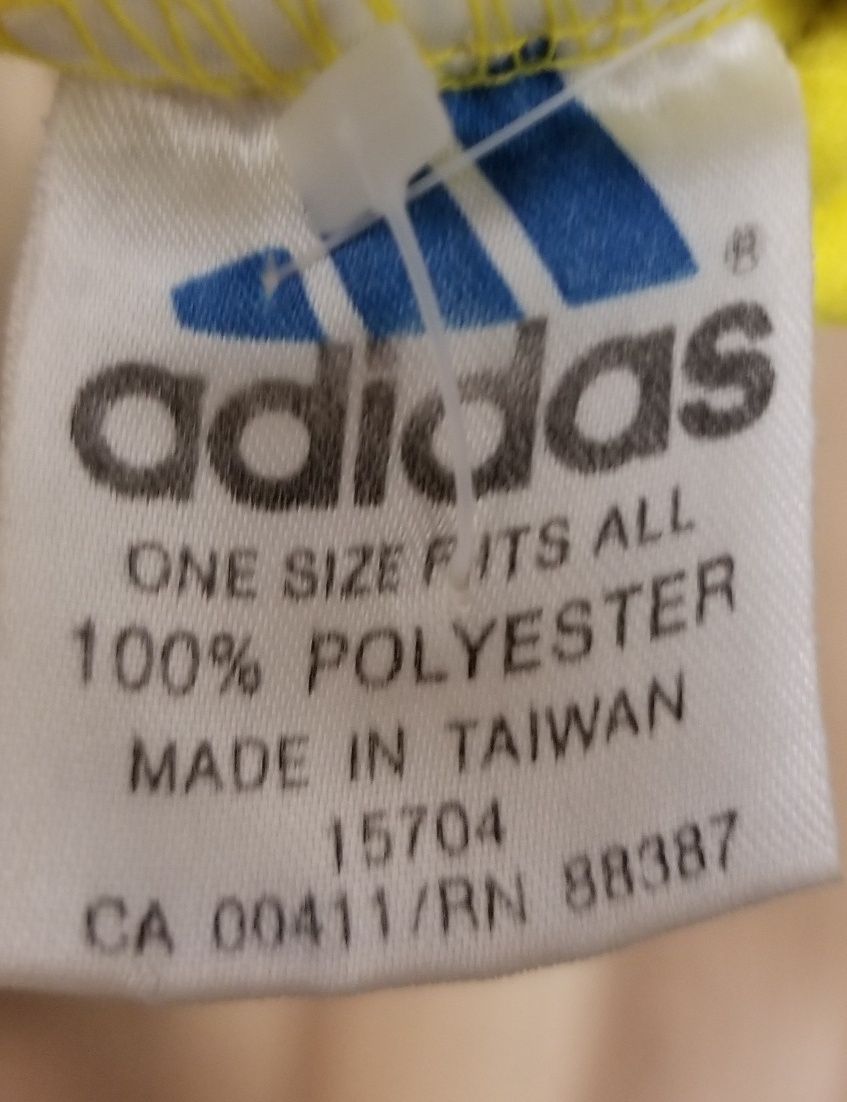 ®
adidas
ONE SIZE FITS ALL
100% POLYESTER
MADE IN TAIWAN
15704
CA 00411/RN 88387